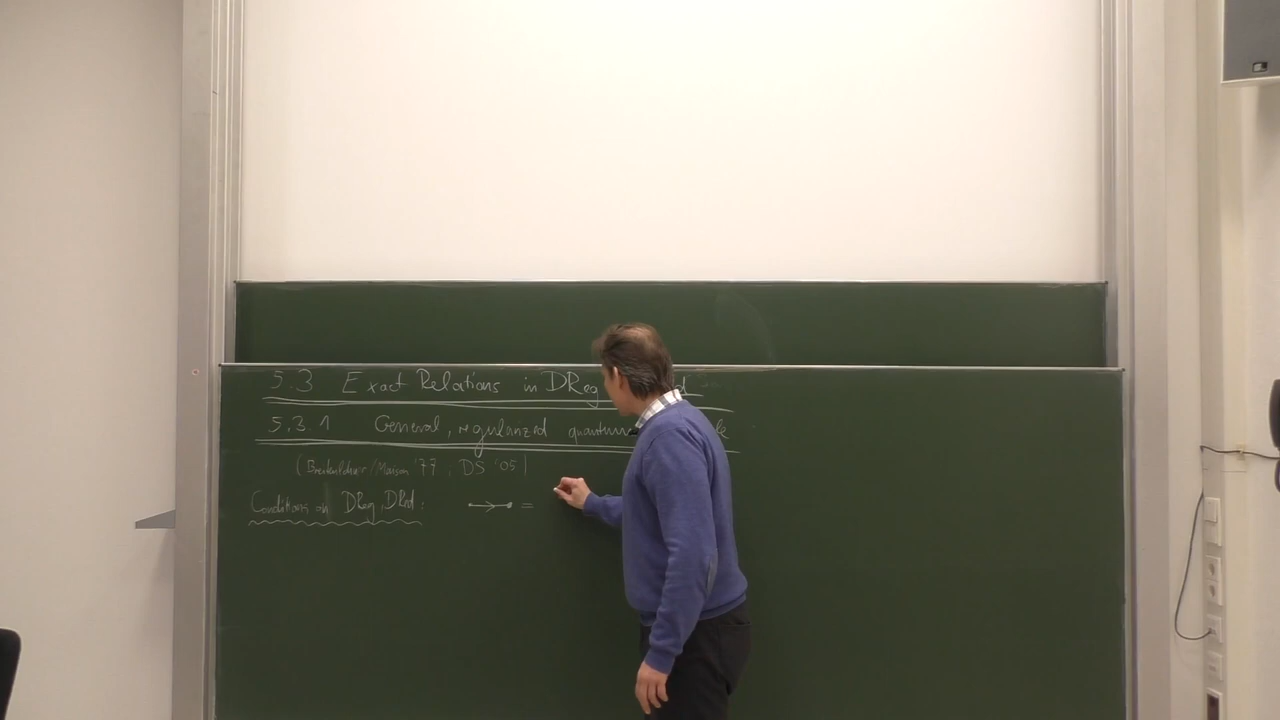 5.3 Exact Relations in DReg
5.3.1 General, regularized quantum
(Breitenlohner/Maison '77, DS '05)
Conditions on DReg, DRed: =